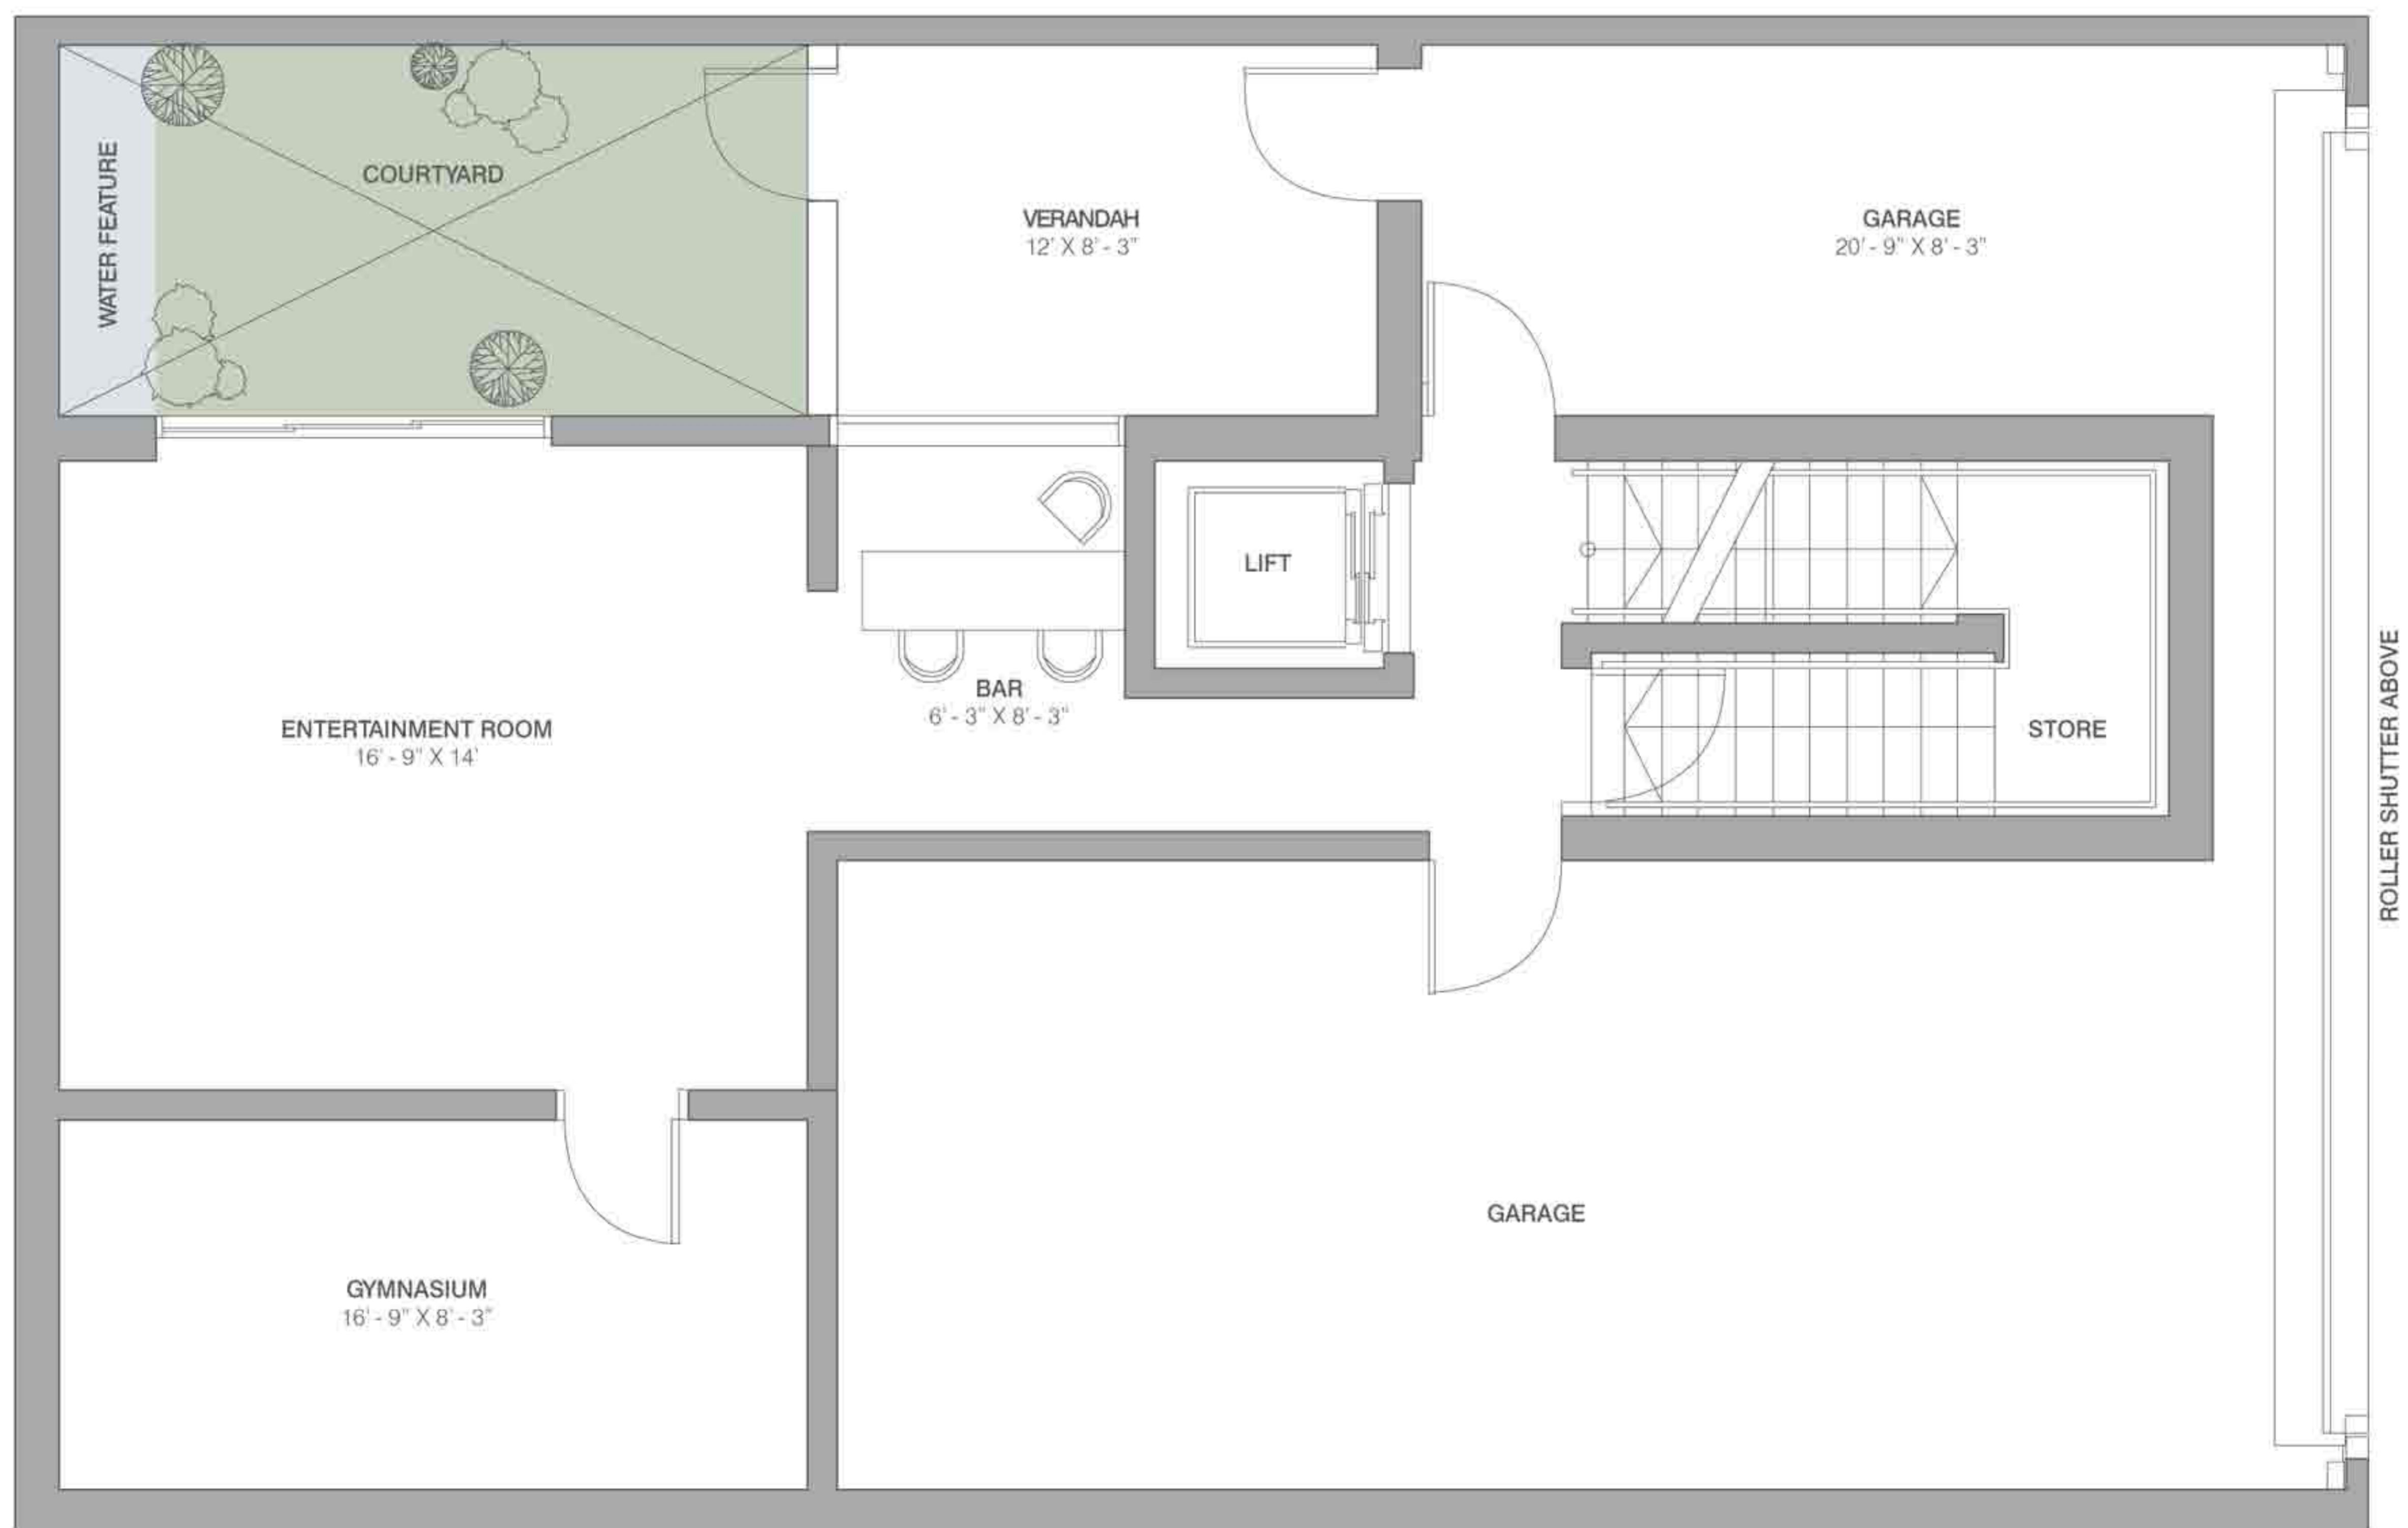 WATER FEATURE
COURTYARD
VERANDAH
12' X 8' - 3"
GARAGE
20' - 9" X 8' - 3"
LIFT
BAR
6' - 3" X 8' - 3"
ENTERTAINMENT ROOM
16' - 9" X 14'
STORE
ROLLER SHUTTER ABOVE
GARAGE
GYMNASIUM
16' - 9" X 8' - 3"